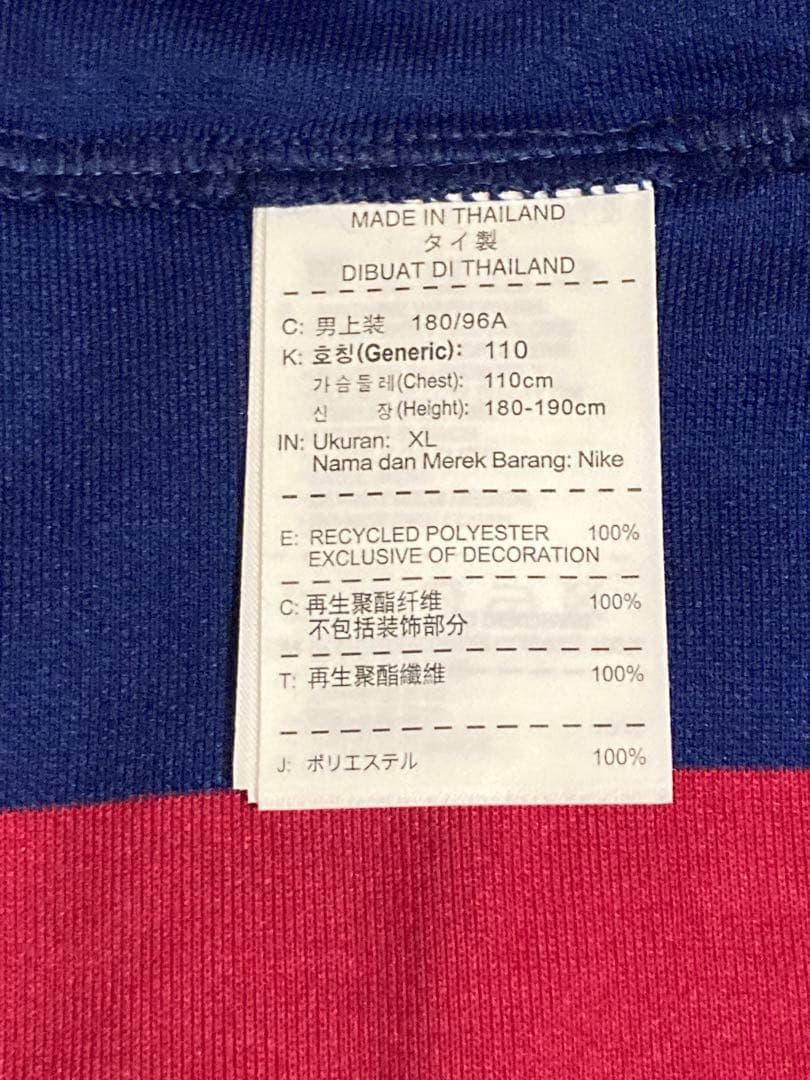 MADE IN THAILAND
タイ製
DIBUAT DI THAILAND
C: 男上装 180/96A
K: 호칭(Generic): 110
가슴둘레(Chest): 110cm
신 장(Height): 180-190cm
IN: Ukuran: XL
Nama dan Merek Barang: Nike
E: RECYCLED POLYESTER 100%
EXCLUSIVE OF DECORATION
C: 再生聚酯纤维 100%
不包括装饰部分
T: 再生聚酯纖維 100%
J: ポリエステル 100%